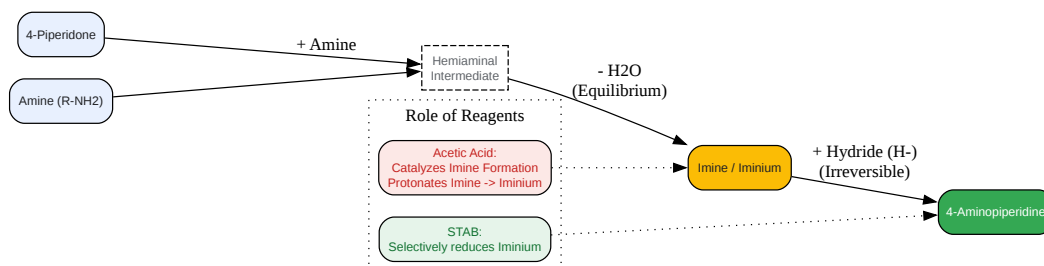 4-Piperidone
Amine (R-NH2)
+ Amine
Hemiaminal
Intermediate
- H2O
(Equilibrium)
Role of Reagents
Acetic Acid:
Catalyzes Imine Formation
Protonates Imine -> Iminium
STAB:
Selectively reduces Iminium
Imine / Iminium
+ Hydride (H-)
(Irreversible)
4-Aminopiperidine